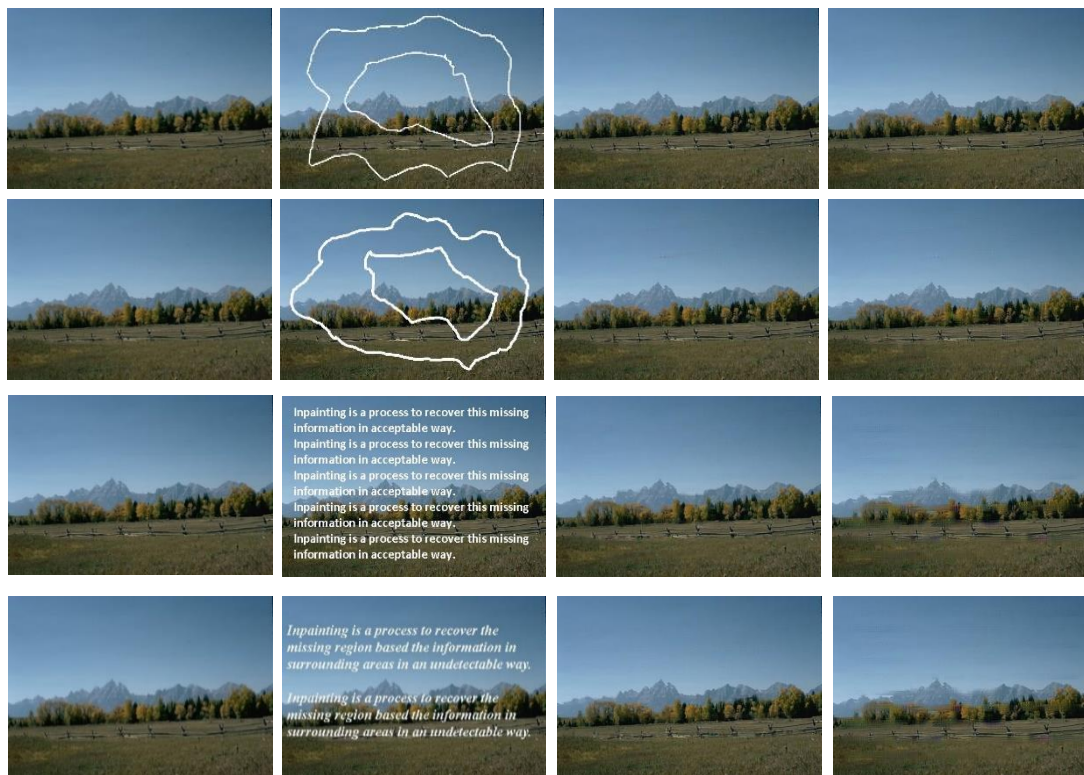 Inpainting is a process to recover this missing
information in acceptable way.
Inpainting is a process to recover this missing
information in acceptable way.
Inpainting is a process to recover this missing
information in acceptable way.
Inpainting is a process to recover this missing
information in acceptable way.
Inpainting is a process to recover this missing
information in acceptable way.
Inpainting is a process to recover the
missing region based the information in
surrounding areas in an undetectable way.
Inpainting is a process to recover the
missing region based the information in
surrounding areas in an undetectable way.